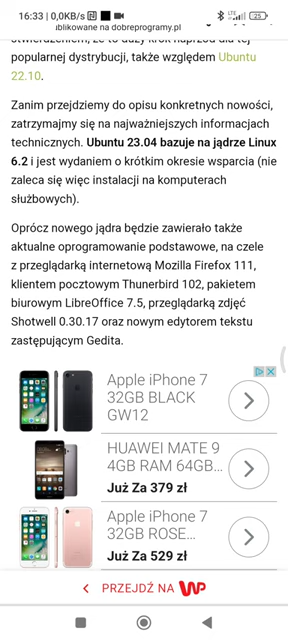 16:33 | 0,0KB/s
25
ublikowane na dobreprogramy.pl
popularnej dystrybucji, także względem Ubuntu
22.10.
Zanim przejdziemy do opisu konkretnych nowości,
zatrzymajmy się na najważniejszych informacjach
technicznych. Ubuntu 23.04 bazuje na jądrze Linux
6.2 i jest wydaniem o krótkim okresie wsparcia (nie
zaleca się więc instalacji na komputerach
służbowych).
Oprócz nowego jądra będzie zawierało także
aktualne oprogramowanie podstawowe, na czele
z przeglądarką internetową Mozilla Firefox 111,
klientem pocztowym Thunerbird 102, pakietem
biurowym LibreOffice 7.5, przeglądarką zdjęć
Shotwell 0.30.17 oraz nowym edytorem tekstu
zastępującym Gedita.
Apple iPhone 7
32GB BLACK
GW12
HUAWEI MATE 9
4GB RAM 64GB...
Już Za 379 zł
Apple iPhone 7
32GB ROSE...
Już Za 529 zł
PRZEJDŹ NA WP